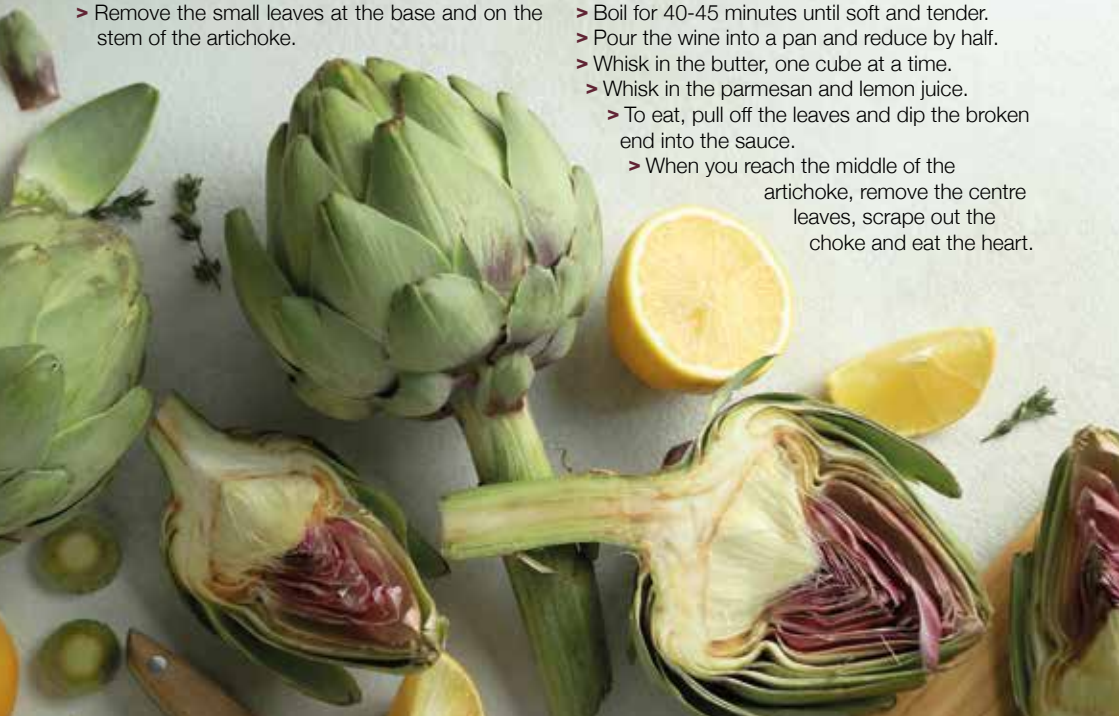 > Remove the small leaves at the base and on the
stem of the artichoke.
> Boil for 40-45 minutes until soft and tender.
> Pour the wine into a pan and reduce by half.
> Whisk in the butter, one cube at a time.
> Whisk in the parmesan and lemon juice.
> To eat, pull off the leaves and dip the broken
end into the sauce.
> When you reach the middle of the
artichoke, remove the centre
leaves, scrape out the
choke and eat the heart.